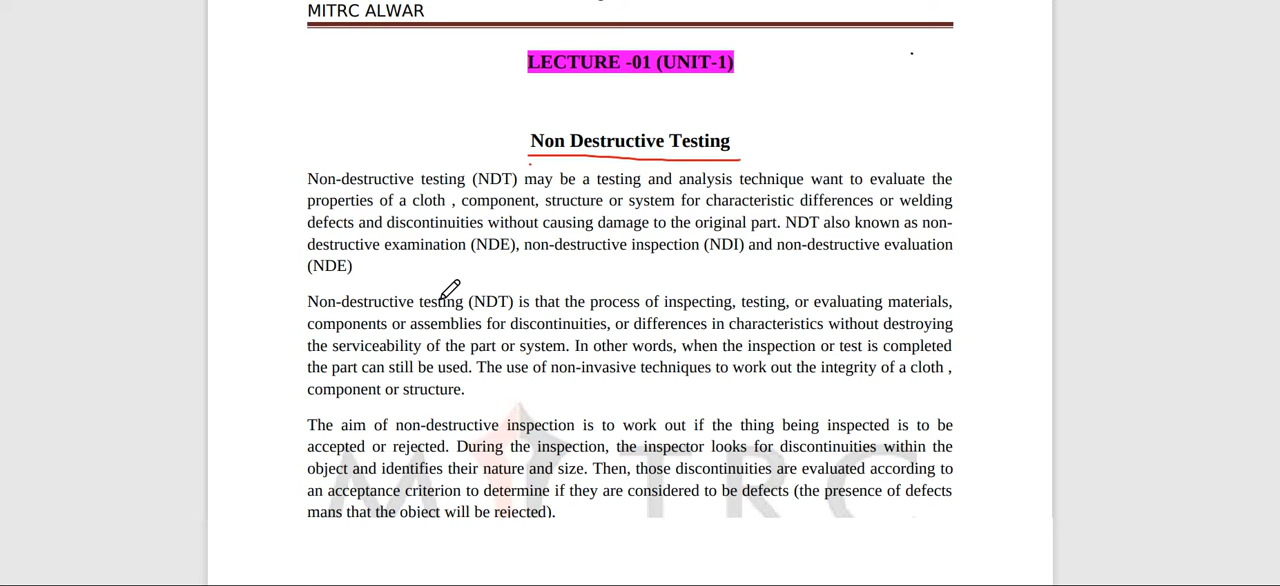 MITRC ALWAR
LECTURE -01 (UNIT-1)
Non Destructive Testing
Non-destructive testing (NDT) may be a testing and analysis technique want to evaluate the
properties of a cloth , component, structure or system for characteristic differences or welding
defects and discontinuities without causing damage to the original part. NDT also known as non-
destructive examination (NDE), non-destructive inspection (NDI) and non-destructive evaluation
(NDE)
Non-destructive testing (NDT) is that the process of inspecting, testing, or evaluating materials,
components or assemblies for discontinuities, or differences in characteristics without destroying
the serviceability of the part or system. In other words, when the inspection or test is completed
the part can still be used. The use of non-invasive techniques to work out the integrity of a cloth ,
component or structure.
The aim of non-destructive inspection is to work out if the thing being inspected is to be
accepted or rejected. During the inspection, the inspector looks for discontinuities within the
object and identifies their nature and size. Then, those discontinuities are evaluated according to
an acceptance criterion to determine if they are considered to be defects (the presence of defects
mans that the object will be rejected).
MITRC